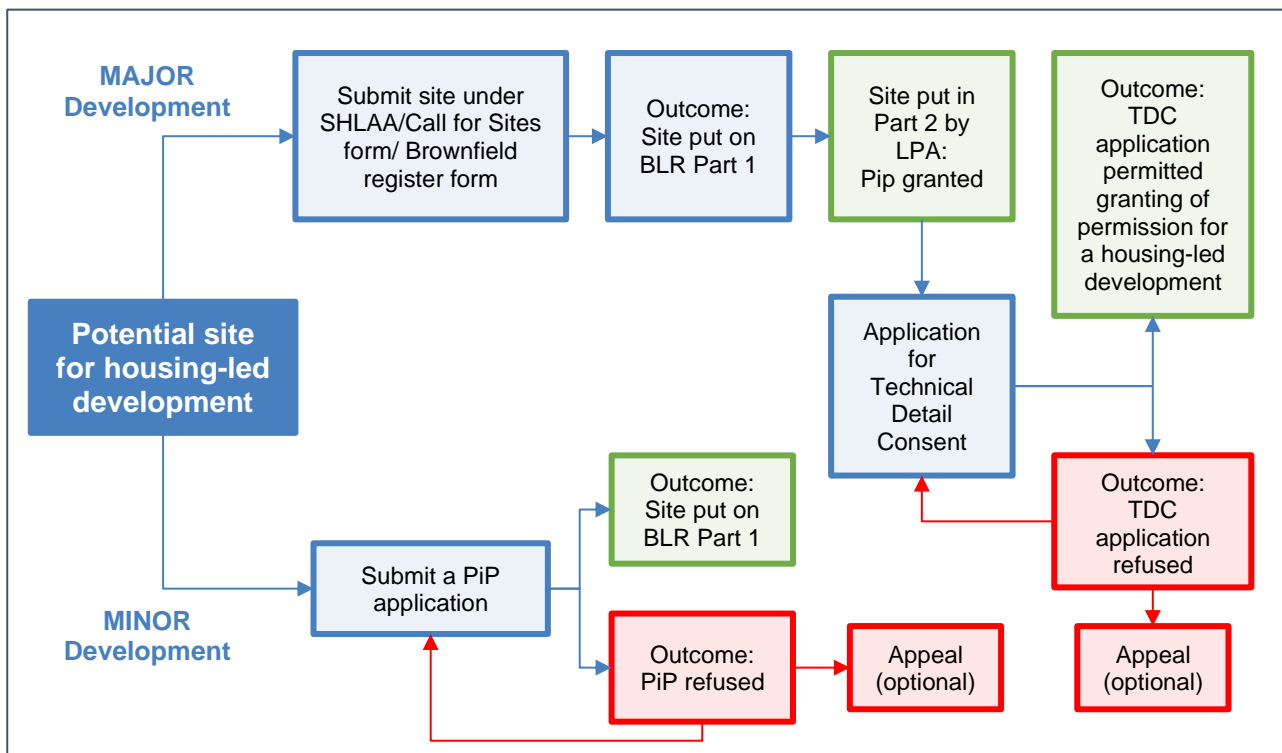 MAJOR
Development
Submit site under
SHLAA/Call for Sites
form/ Brownfield
register form
Outcome:
Site put on
BLR Part 1
Site put in
Part 2 by
LPA:
Pip granted
Outcome:
TDC
application
permitted
granting of
permission for
a housing-led
development
Potential site
for housing-led
development
Application
for
Technical
Detail
Consent
Outcome:
Site put on
BLR Part 1
Outcome:
TDC
application
refused
Submit a PiP
application
MINOR
Development
Outcome:
PiP refused
Appeal
(optional)
Appeal
(optional)